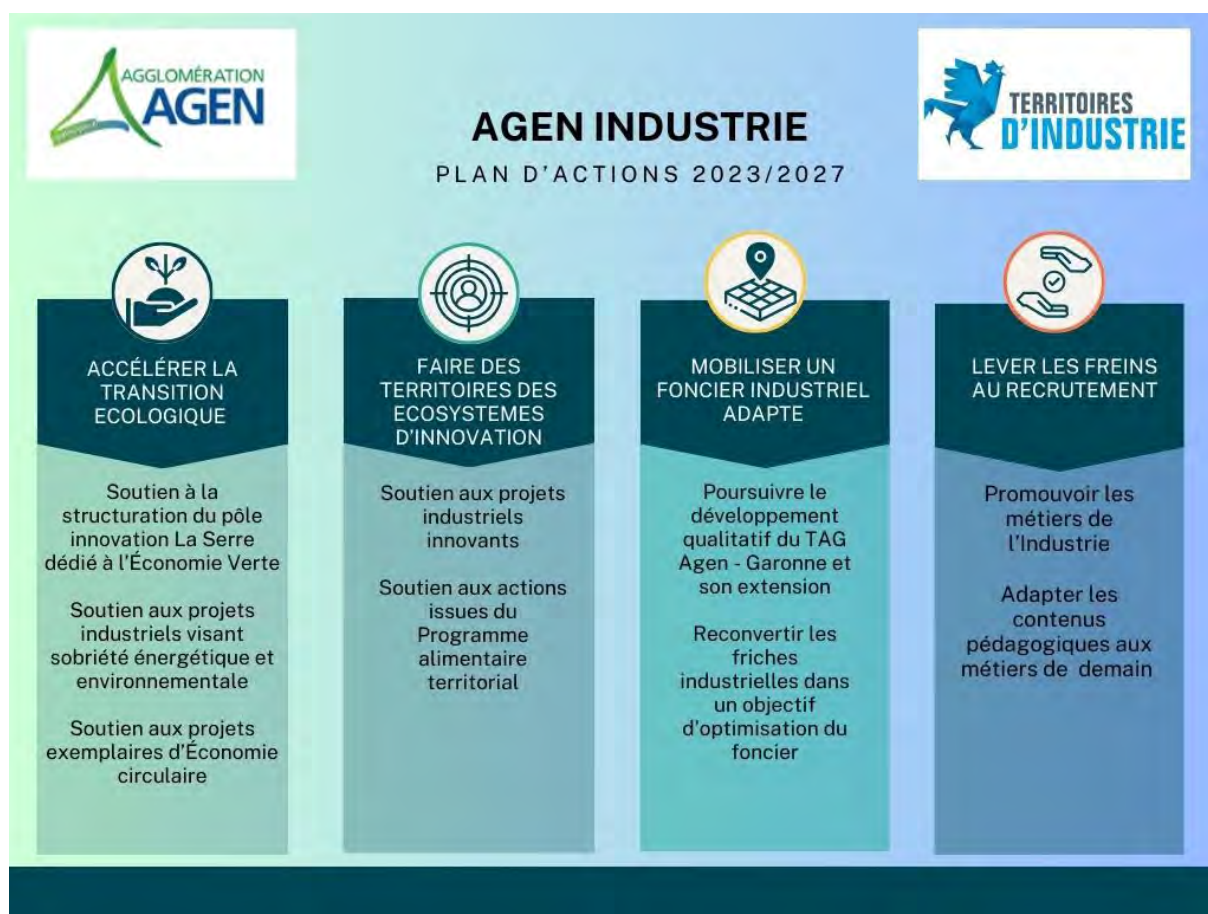 AGGLOMÉRATION
AGEN
TERRITOIRES
D'INDUSTRIE
AGEN INDUSTRIE
PLAN D'ACTIONS 2023/2027
ACCÉLÉRER LA
TRANSITION
ECOLOGIQUE
Soutien à la
structuration du pôle
innovation La Serre
dédié à l'Économie Verte
Soutien aux projets
industriels visant
sobriété énergétique et
environnementale
Soutien aux projets
exemplaires d'Économie
circulaire
FAIRE DES
TERRITOIRES DES
ECOSYSTEMES
D'INNOVATION
Soutien aux projets
industriels
innovants
Soutien aux actions
issues du
Programme
alimentaire
territorial
MOBILISER UN
FONCIER INDUSTRIEL
ADAPTE
Poursuivre le
développement
qualitatif du TAG
Agen - Garonne et
son extension
Reconvertir les
friches
industrielles dans
un objectif
d'optimisation du
foncier
LEVER LES FREINS
AU RECRUTEMENT
Promouvoir les
métiers de
l'Industrie
Adapter les
contenus
pédagogiques aux
métiers de demain